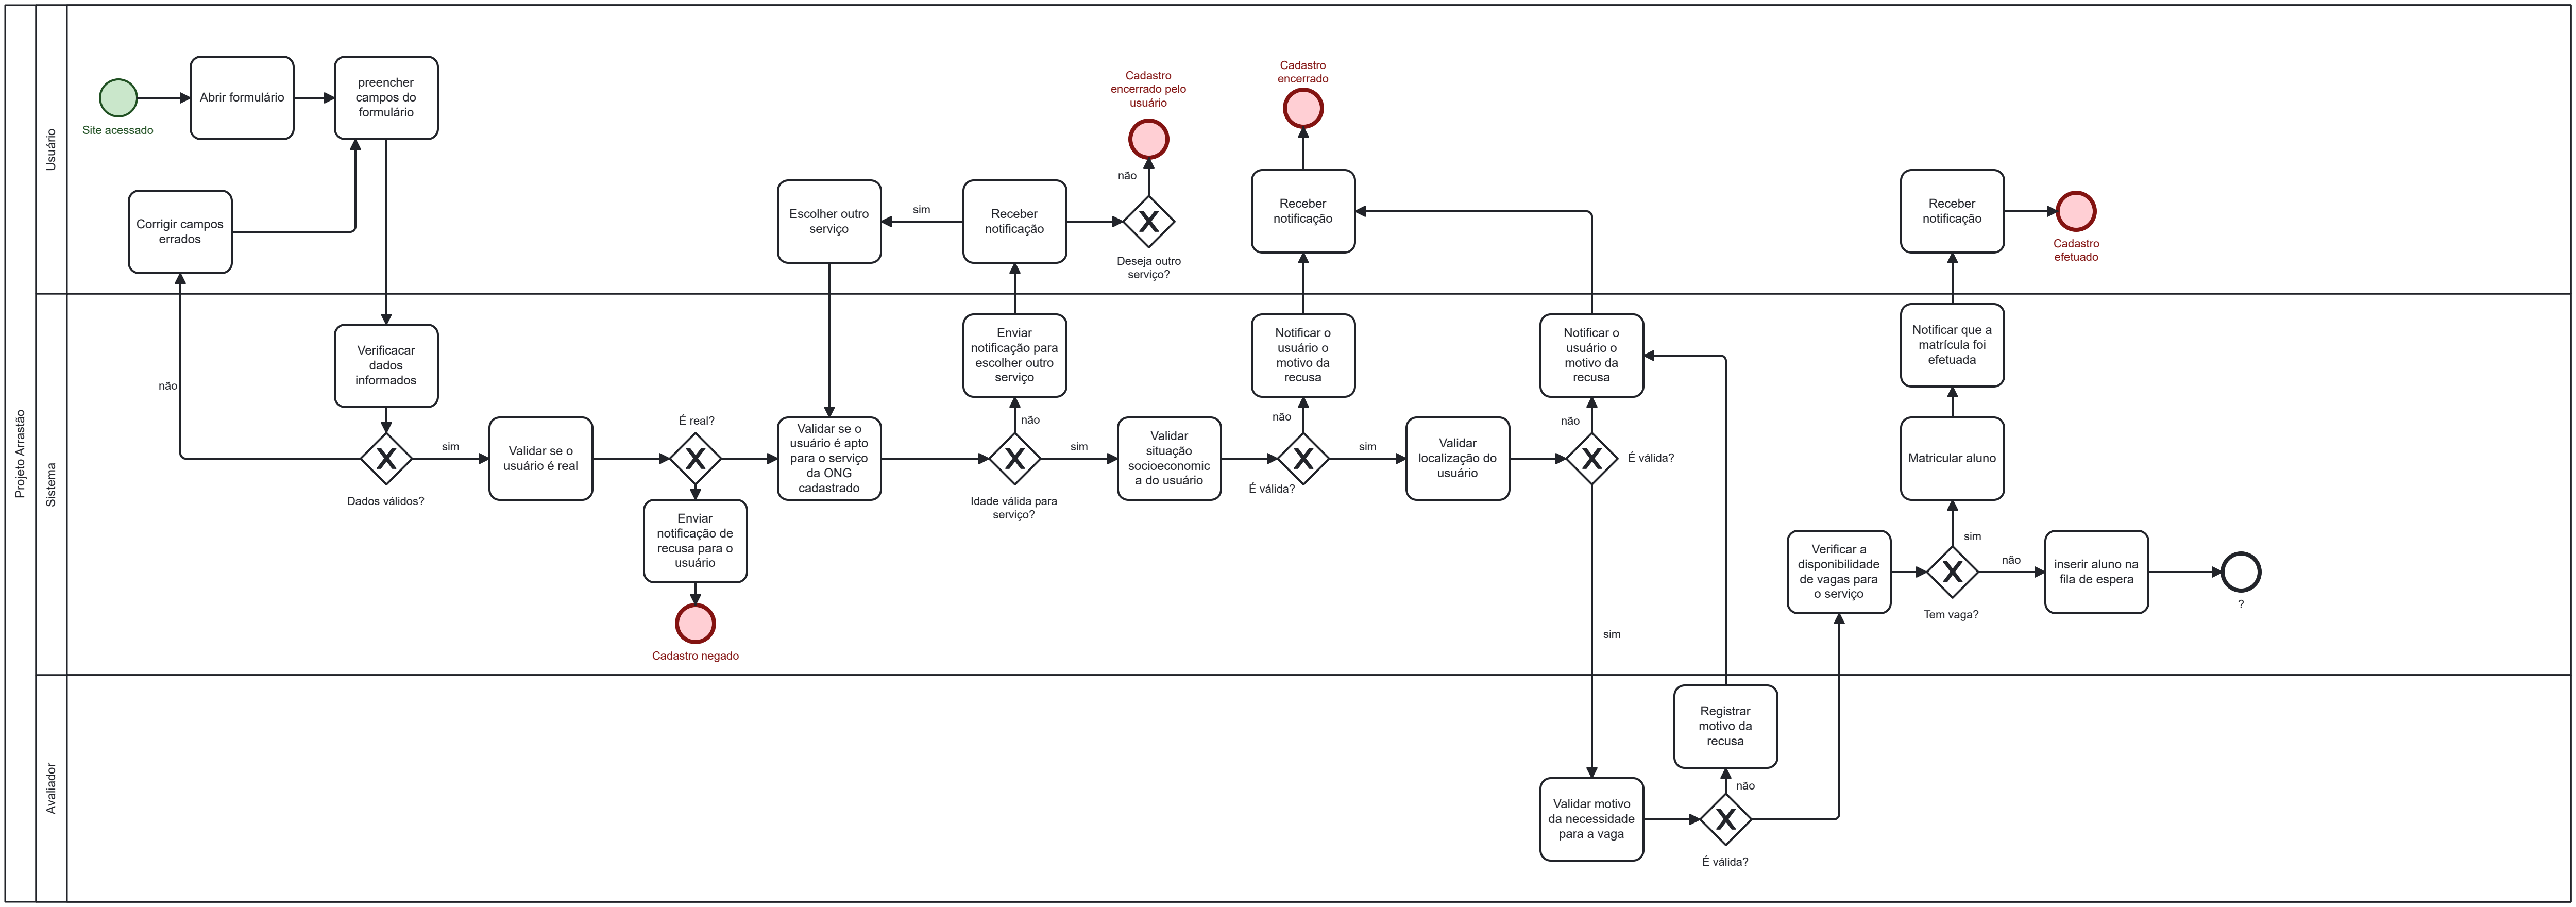 Projeto Arrastão
Usuário
Site acessado
Abrir formulário
preencher
campos do
formulário
Corrigir campos
errados
Escolher outro
serviço
sim
Receber
notificação
Cadastro
encerrado pelo
usuário
não
Deseja outro
serviço?
Cadastro
encerrado
Receber
notificação
Receber
notificação
Cadastro
efetuado
Sistema
não
Verificacar
dados
informados
Dados válidos?
sim
Validar se o
usuário é real
É real?
Enviar
notificação de
recusa para o
usuário
Cadastro negado
Validar se o
usuário é apto
para o serviço
da ONG
cadastrado
Enviar
notificação para
escolher outro
serviço
não
Idade válida para
serviço?
sim
Validar
situação
socioeconomic
a do usuário
Notificar o
usuário o
motivo da
recusa
não
É válida?
sim
Validar
localização do
usuário
Notificar o
usuário o
motivo da
recusa
não
É válida?
sim
Verificar a
disponibilidade
de vagas para
o serviço
Notificar que a
matrícula foi
efetuada
Matricular aluno
sim
Tem vaga?
não
inserir aluno na
fila de espera
?
Avaliador
Validar motivo
da necessidade
para a vaga
Registrar
motivo da
recusa
não
É válida?